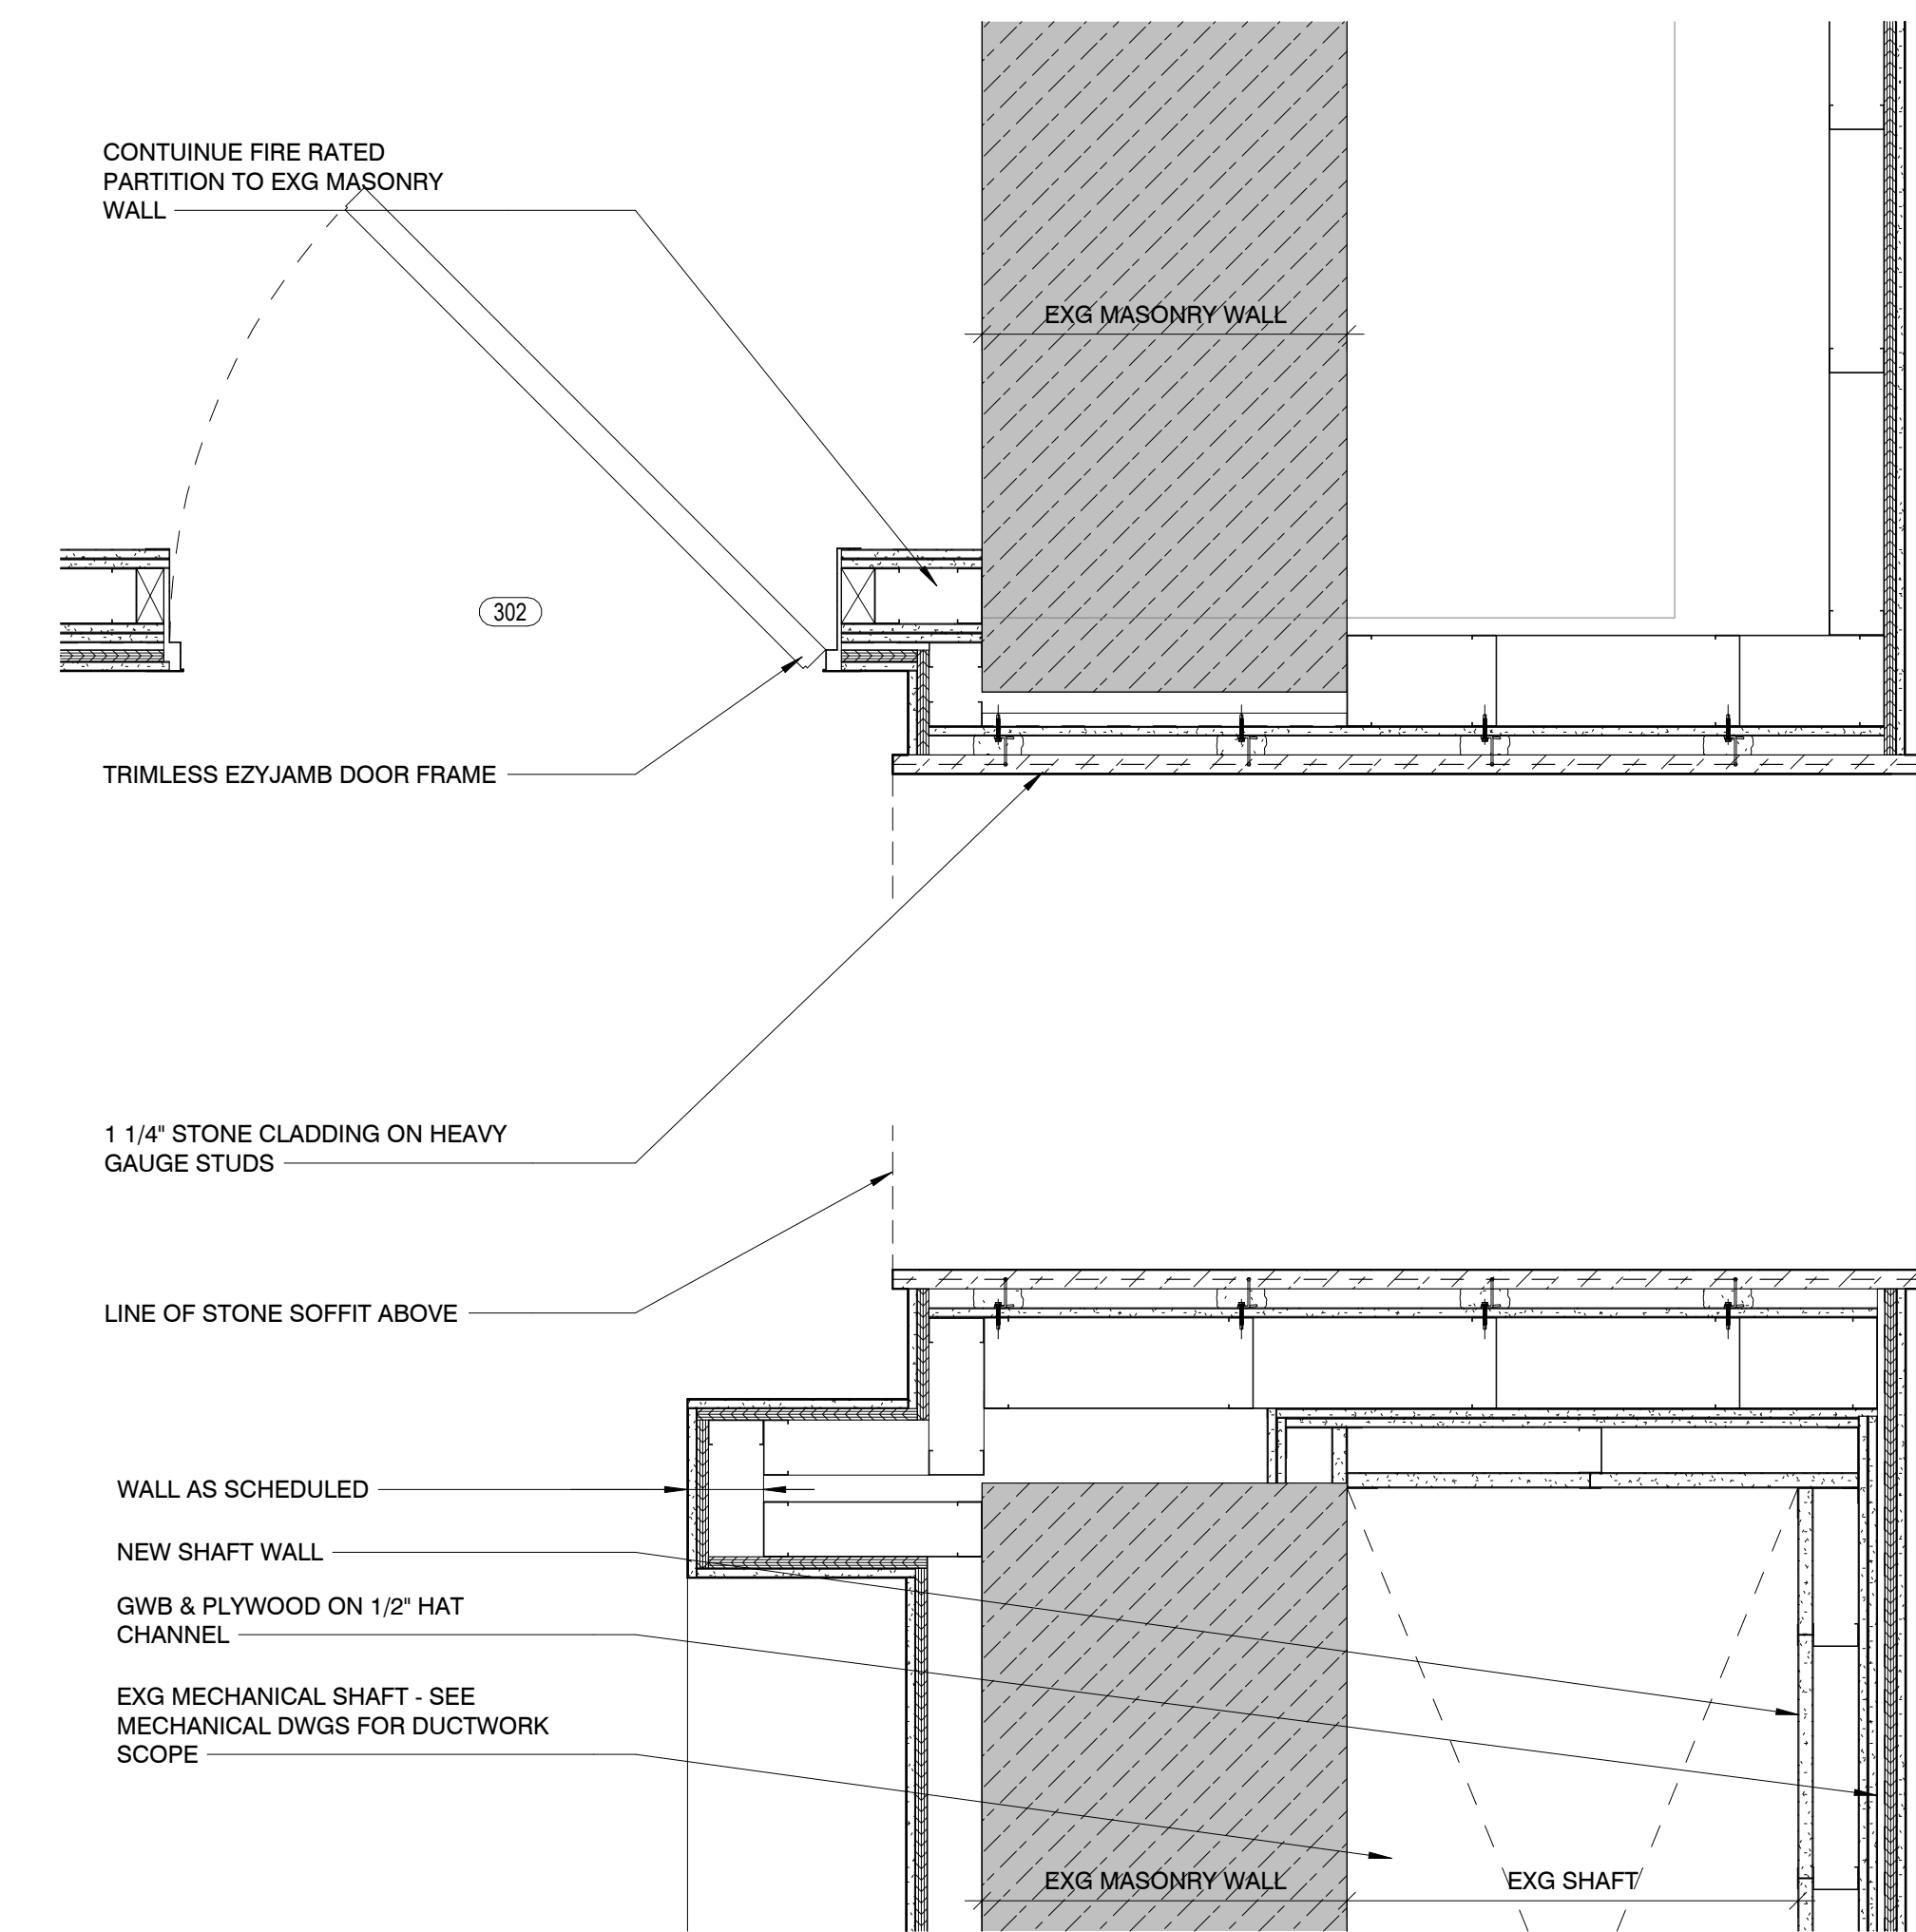 CONTUINUE FIRE RATED
PARTITION TO EXG MASONRY
WALL
EXG MASONRY WALL
302
TRIMLESS EZYJAMB DOOR FRAME
1 1/4" STONE CLADDING ON HEAVY
GAUGE STUDS
LINE OF STONE SOFFIT ABOVE
WALL AS SCHEDULED
NEW SHAFT WALL
GWB & PLYWOOD ON 1/2" HAT
CHANNEL
EXG MECHANICAL SHAFT - SEE
MECHANICAL DWGS FOR DUCTWORK
SCOPE
EXG MASONRY WALL
EXG SHAFT